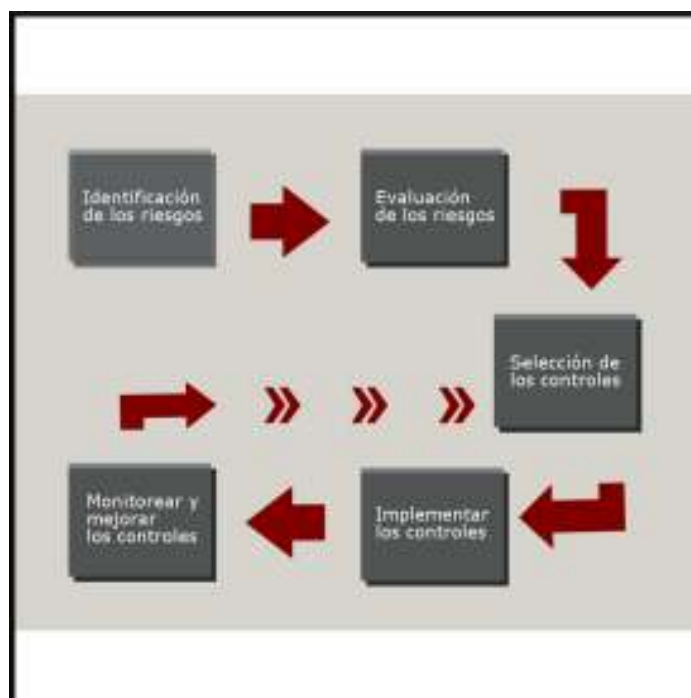 Identificación
de los riesgos
Evaluación
de los riesgos
Selección de
los controles
Implementar
los controles
Monitorear y
mejorar
los controles